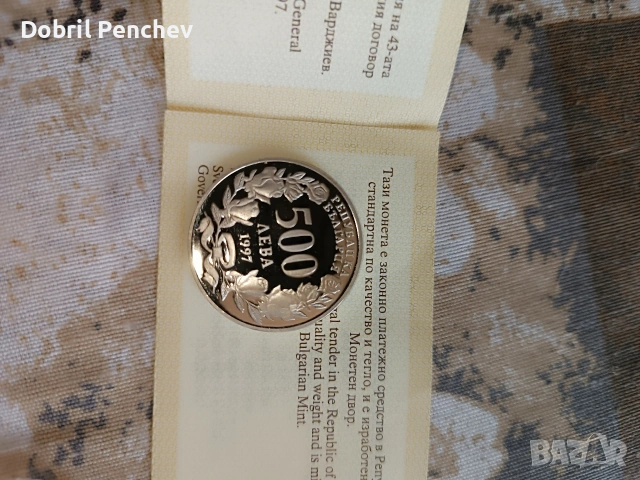 Dobril Penchev
я на 43-ата
ия договор
Варджиев.
General
97.
РЕПУБЛИКА
БЪЛГАРИЯ
500
ЛЕВА
1997
Тази монета е законно платежно средство в Репу
стандартна по качество и тегло, и е изработен
Монетен двор.
al tender in the Republic of
uality and weight and is mi
Bulgarian Mint.
Gover
BAZAR